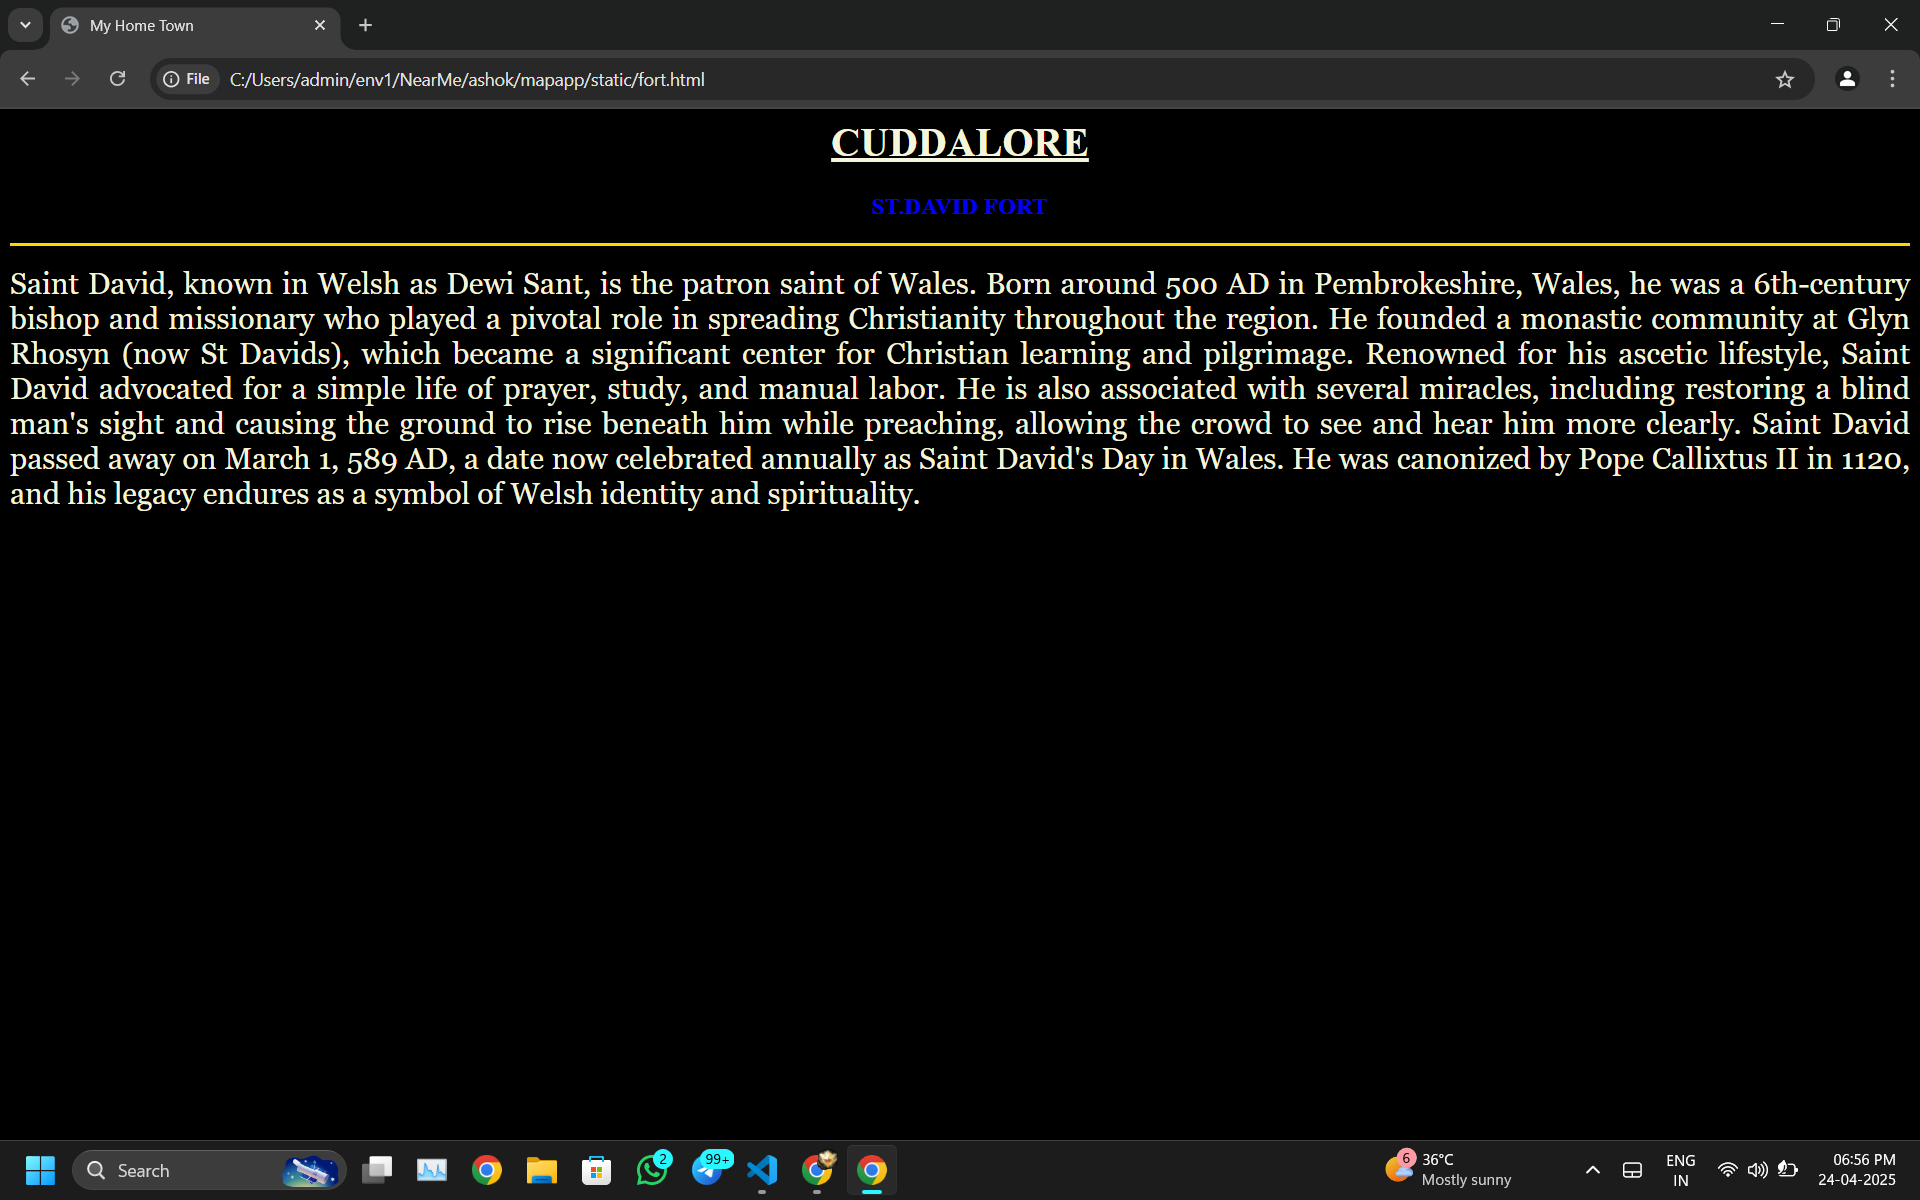 My Home Town
File
C:/Users/admin/env1/NearMe/ashok/mapapp/static/fort.html
CUDDALORE
ST.DAVID FORT
Saint David, known in Welsh as Dewi Sant, is the patron saint of Wales. Born around 500 AD in Pembrokeshire, Wales, he was a 6th-century
bishop and missionary who played a pivotal role in spreading Christianity throughout the region. He founded a monastic community at Glyn
Rhosyn (now St Davids), which became a significant center for Christian learning and pilgrimage. Renowned for his ascetic lifestyle, Saint
David advocated for a simple life of prayer, study, and manual labor. He is also associated with several miracles, including restoring a blind
man's sight and causing the ground to rise beneath him while preaching, allowing the crowd to see and hear him more clearly. Saint David
passed away on March 1, 589 AD, a date now celebrated annually as Saint David's Day in Wales. He was canonized by Pope Callixtus II in 1120,
and his legacy endures as a symbol of Welsh identity and spirituality.
Search
2
99+
6
36°C
Mostly sunny
ENG
IN
06:56 PM
24-04-2025